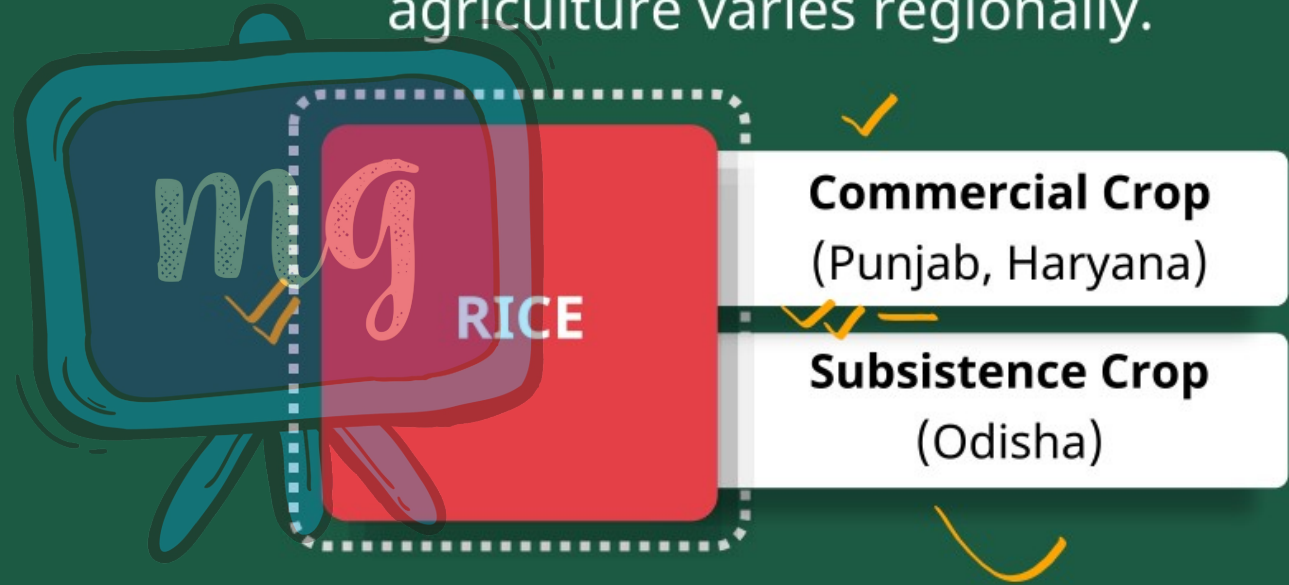 agriculture varies regionally.
mg
RICE
Commercial Crop
(Punjab, Haryana)
Subsistence Crop
(Odisha)